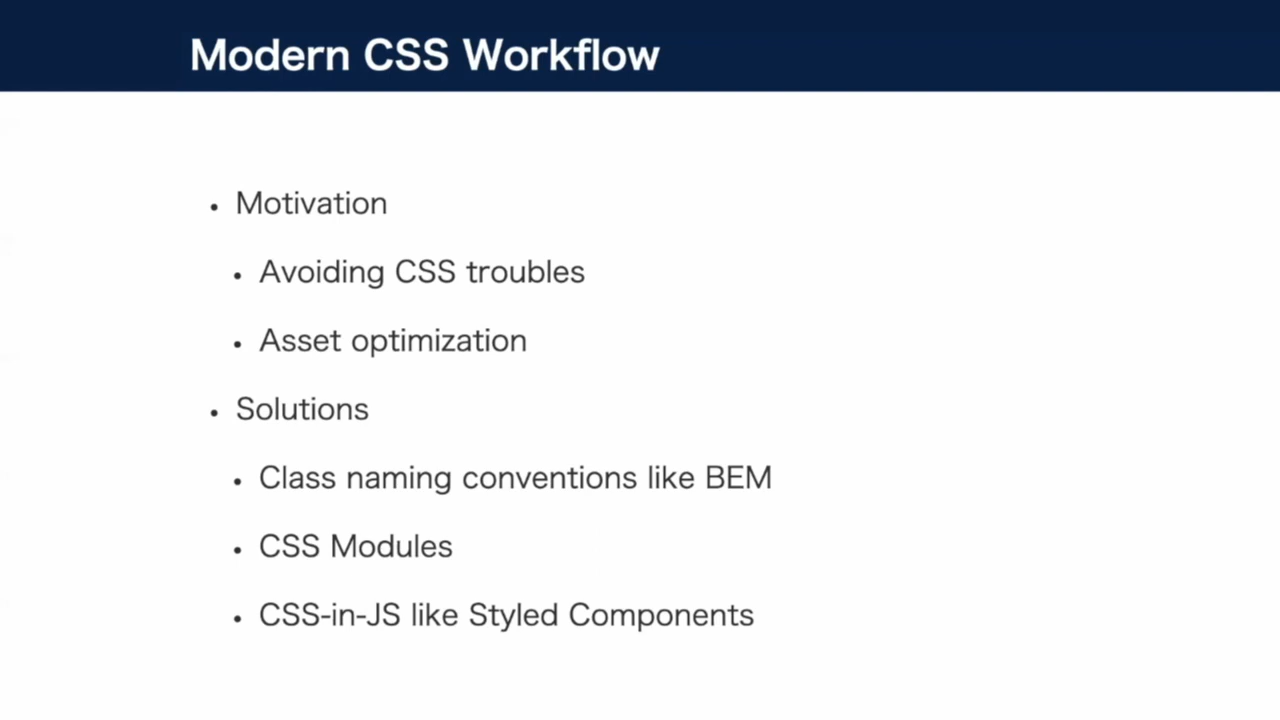 Modern CSS Workflow
• Motivation
• Avoiding CSS troubles
• Asset optimization
• Solutions
• Class naming conventions like BEM
• CSS Modules
• CSS-in-JS like Styled Components